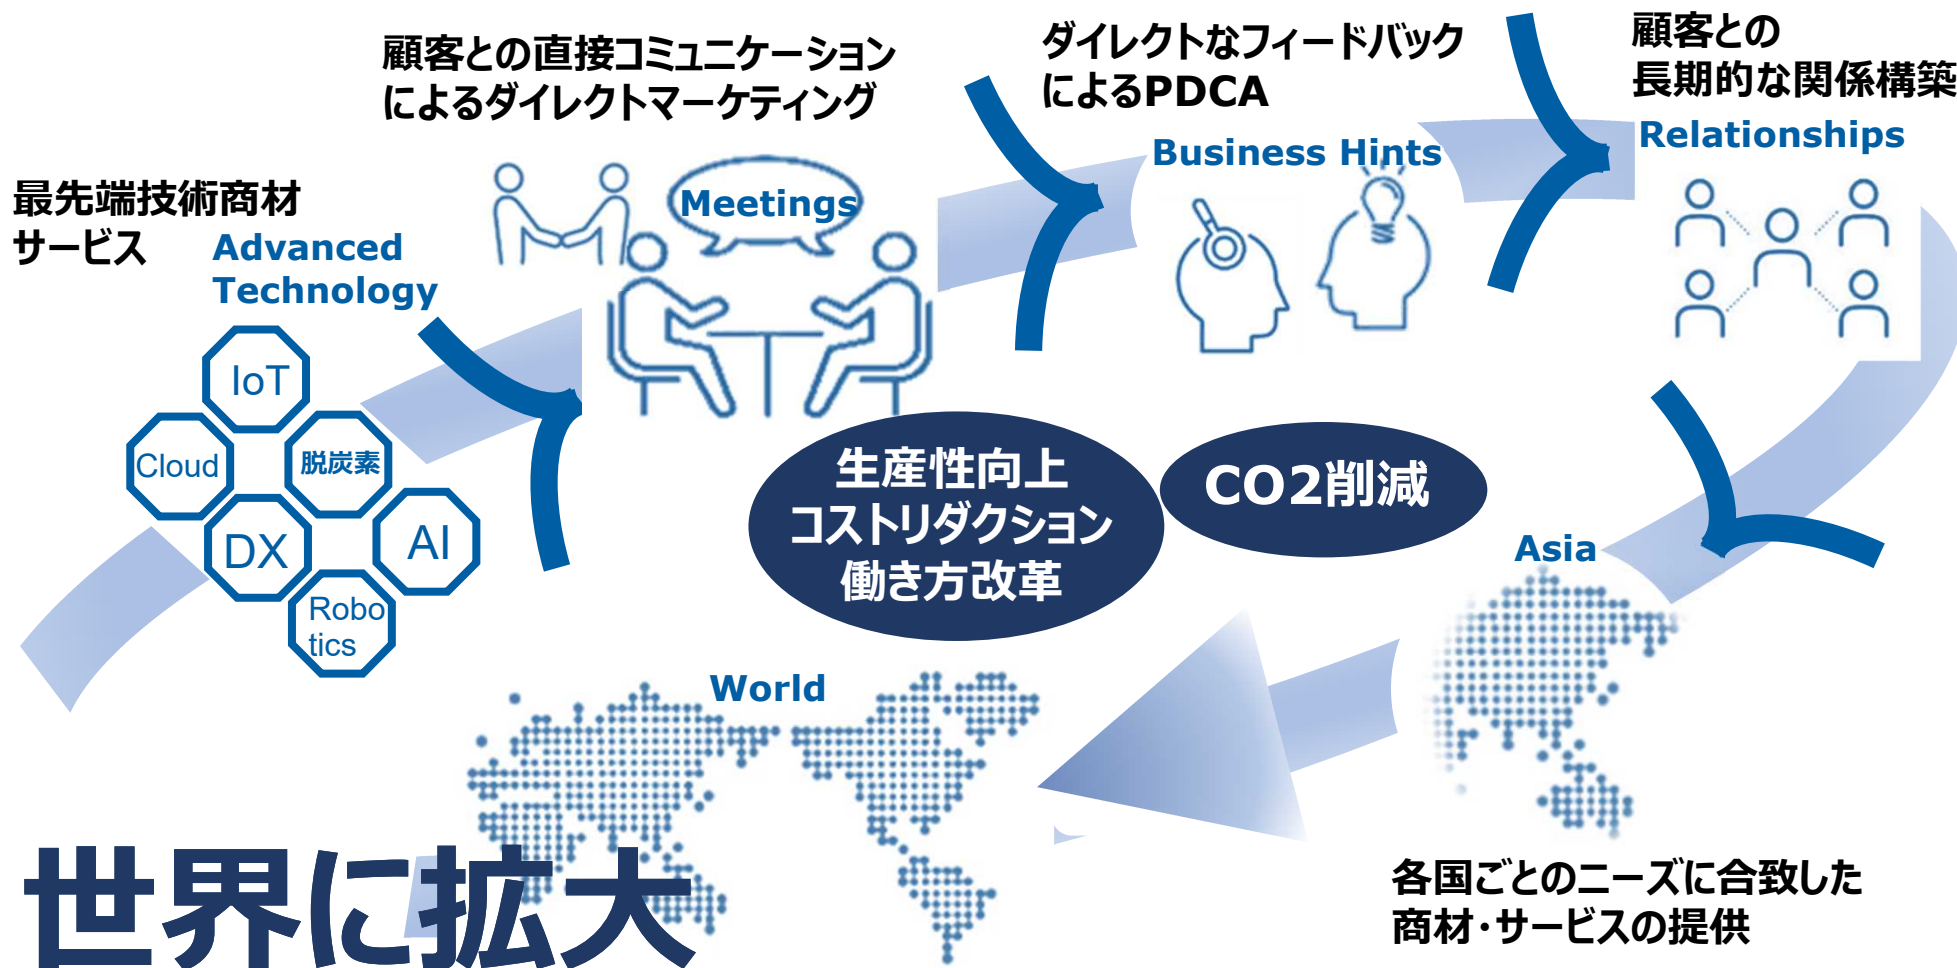 顧客との直接コミュニケーション
によるダイレクトマーケティング
ダイレクトなフィードバック
によるPDCA
顧客との
長期的な関係構築
Relationships
Business Hints
Meetings
最先端技術商材
サービス
Advanced
Technology
IoT
Cloud
脱炭素
DX
AI
Robo
tics
生産性向上
コストリダクション
働き方改革
CO2削減
Asia
World
各国ごとのニーズに合致した
商材・サービスの提供
世界に拡大